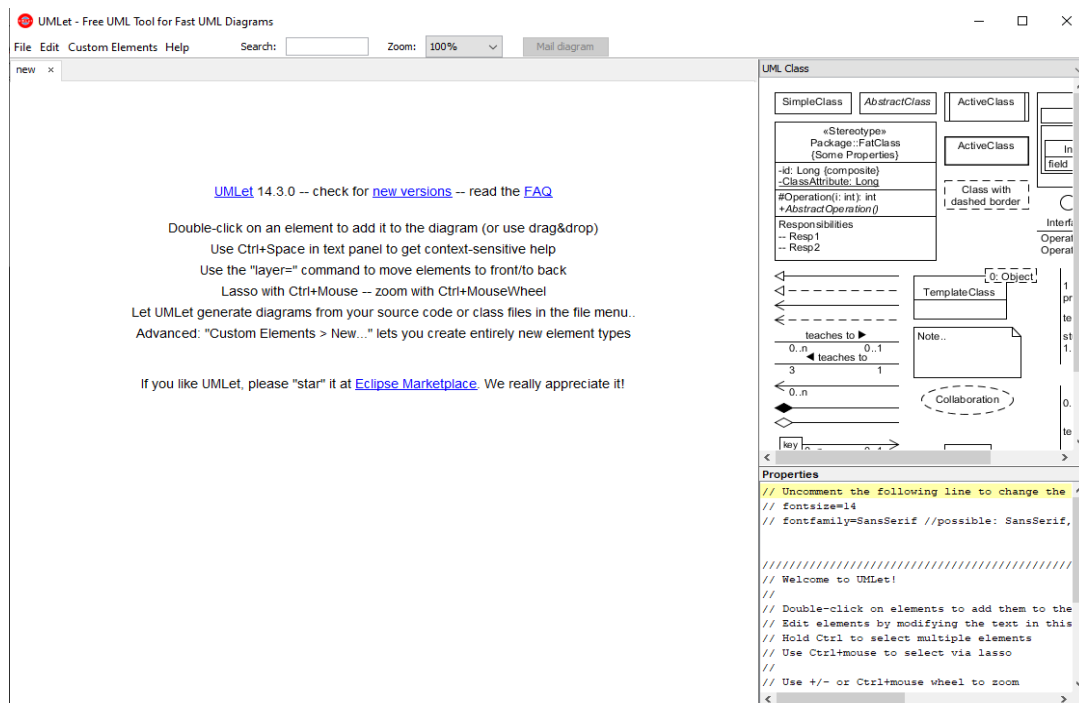 UMLet - Free UML Tool for Fast UML Diagrams
File Edit Custom Elements Help Search: Zoom: 100% Mail diagram
new
UMLet 14.3.0 -- check for new versions -- read the FAQ
Double-click on an element to add it to the diagram (or use drag&drop)
Use Ctrl+Space in text panel to get context-sensitive help
Use the "layer=" command to move elements to front/to back
Lasso with Ctrl+Mouse -- zoom with Ctrl+MouseWheel
Let UMLet generate diagrams from your source code or class files in the file menu..
Advanced: "Custom Elements > New..." lets you create entirely new element types
If you like UMLet, please "star" it at Eclipse Marketplace. We really appreciate it!
UML Class
SimpleClass
AbstractClass
ActiveClass
«Stereotype»
Package::FatClass
{Some Properties}
-id: Long {composite}
-ClassAttribute: Long
#Operation(i: int): int
+AbstractOperation()
Responsibilities
-- Resp1
-- Resp2
ActiveClass
Class with
dashed border
In
field
Interfa
Operat
Operat
0: Object
TemplateClass
1
pr
te
st
1.
teaches to
0..n 0..1
teaches to
3 1
0..n
Note..
Collaboration
0.
te
key
Properties
// Uncomment the following line to change the
// fontsize=14
// fontfamily=SansSerif //possible: SansSerif,
///////////////////////////////////////////////
// Welcome to UMLet!
//
// Double-click on elements to add them to the
// Edit elements by modifying the text in this
// Hold Ctrl to select multiple elements
// Use Ctrl+mouse to select via lasso
//
// Use +/- or Ctrl+mouse wheel to zoom